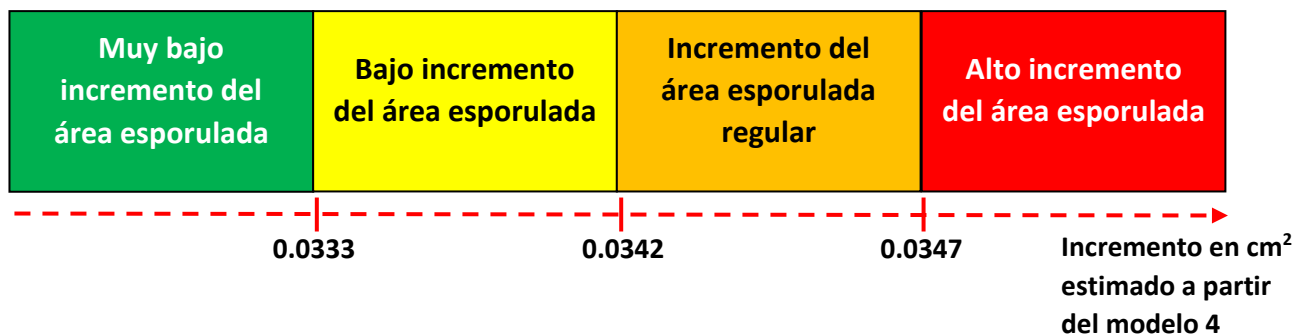 Muy bajo
incremento del
área esporulada
Bajo incremento
del área esporulada
Incremento del
área esporulada
regular
Alto incremento
del área esporulada
0.0333
0.0342
0.0347
Incremento en cm²
estimado a partir
del modelo 4